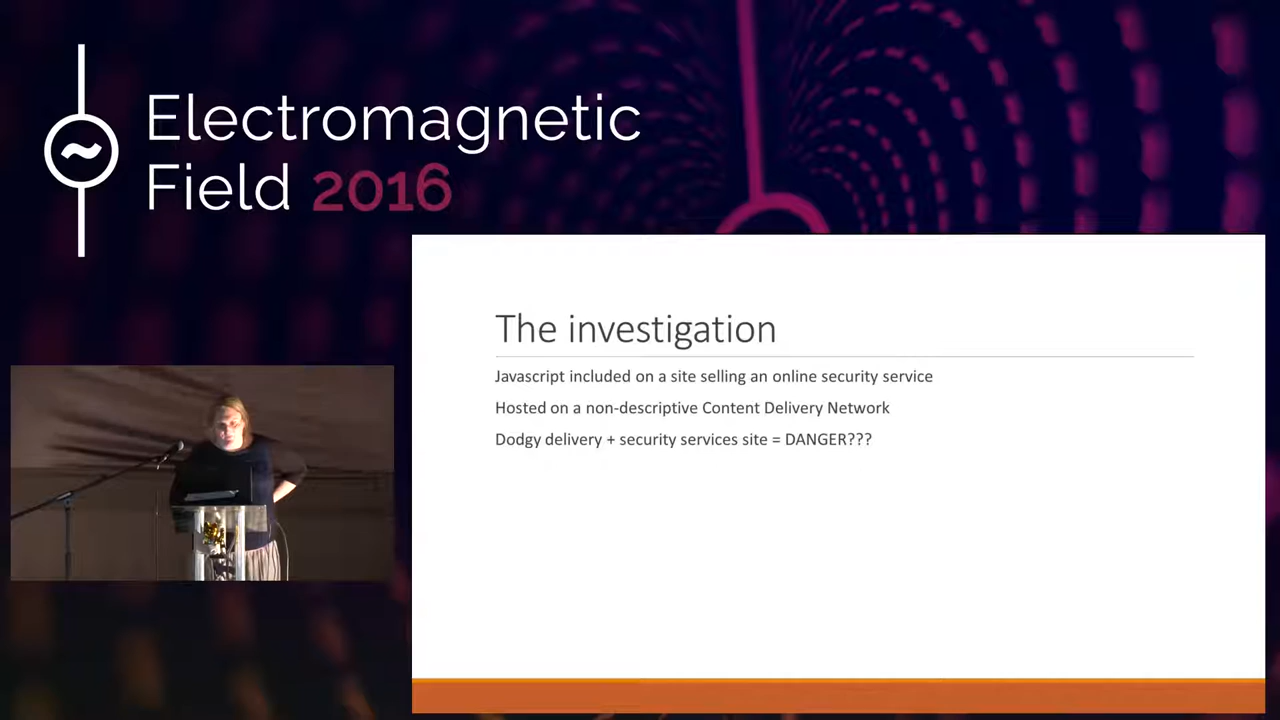 Electromagnetic
Field 2016
The investigation
Javascript included on a site selling an online security service
Hosted on a non-descriptive Content Delivery Network
Dodgy delivery + security services site = DANGER???